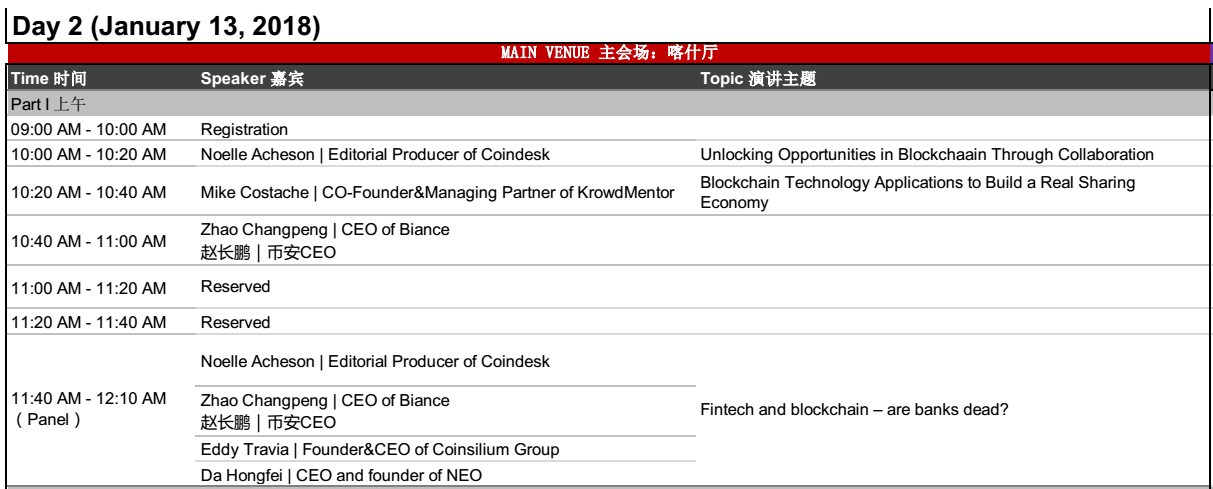 Day 2 (January 13, 2018)
MAIN VENUE 主会场：喀什厅
Time 时间 Speaker 嘉宾 Topic 演讲主题
Part I 上午
09:00 AM - 10:00 AM Registration
10:00 AM - 10:20 AM Noelle Acheson | Editorial Producer of Coindesk Unlocking Opportunities in Blockchaain Through Collaboration
10:20 AM - 10:40 AM Mike Costache | CO-Founder&Managing Partner of KrowdMentor Blockchain Technology Applications to Build a Real Sharing
Economy
10:40 AM - 11:00 AM Zhao Changpeng | CEO of Biance
赵长鹏｜币安CEO
11:00 AM - 11:20 AM Reserved
11:20 AM - 11:40 AM Reserved
11:40 AM - 12:10 AM
（Panel）
Noelle Acheson | Editorial Producer of Coindesk
Zhao Changpeng | CEO of Biance
赵长鹏｜币安CEO
Eddy Travia | Founder&CEO of Coinsilium Group
Da Hongfei | CEO and founder of NEO
Fintech and blockchain – are banks dead?